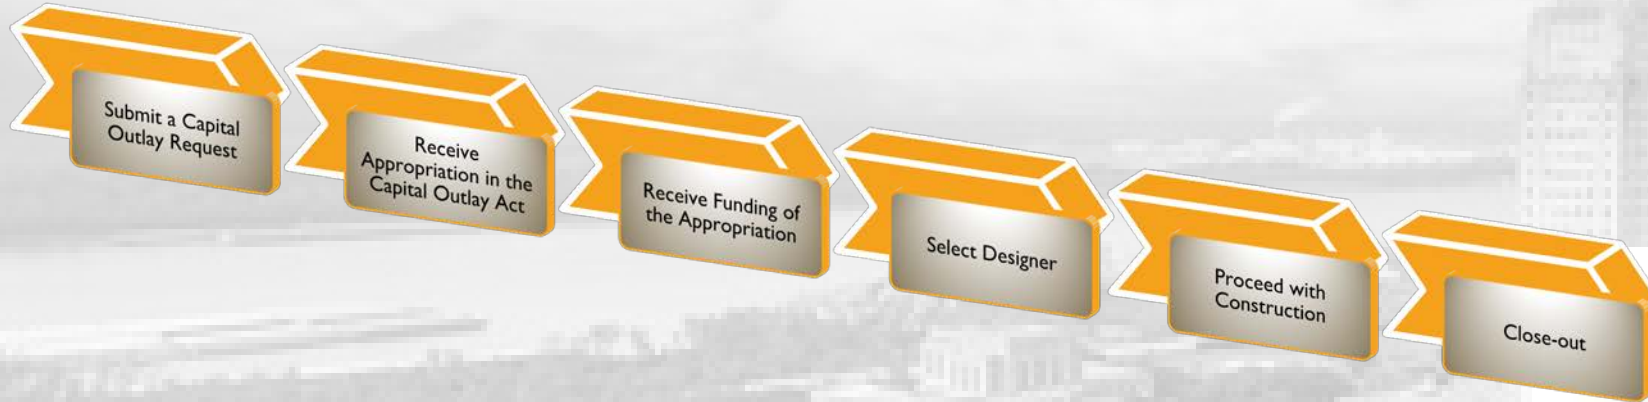 Submit a Capital
Outlay Request
Receive
Appropriation in the
Capital Outlay Act
Receive Funding of
the Appropriation
Select Designer
Proceed with
Construction
Close-out